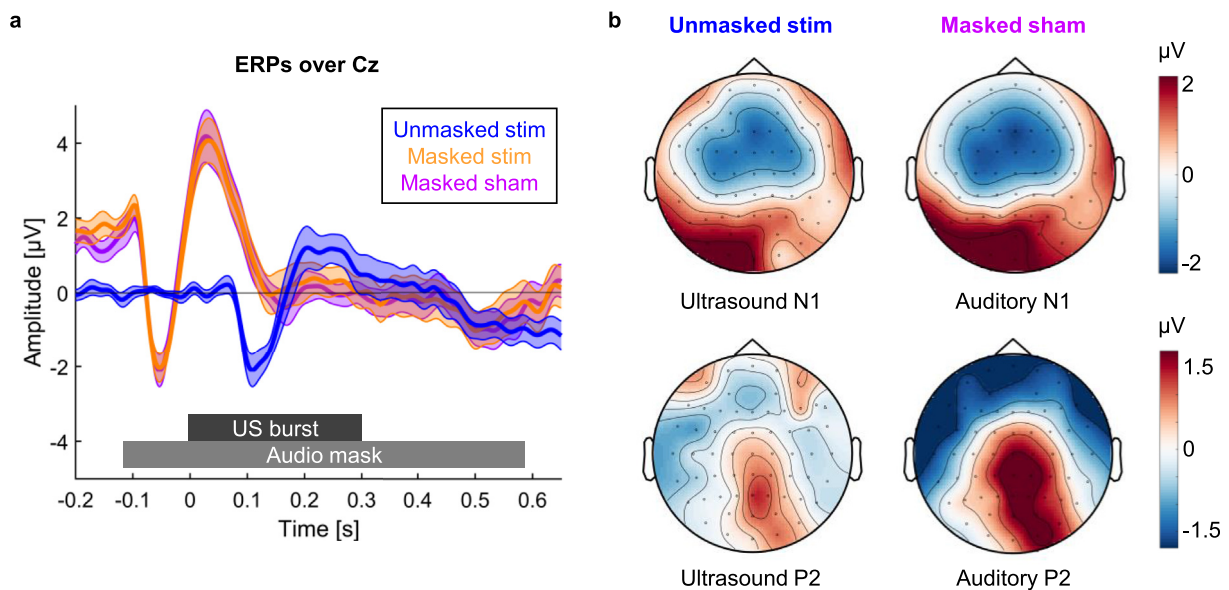 a
ERPs over Cz
Unmasked stim
Masked stim
Masked sham
Amplitude [µV]
4
2
0
-2
-4
US burst
Audio mask
-0.2
-0.1
0
0.1
0.2
0.3
0.4
0.5
0.6
Time [s]
b
Unmasked stim
Masked sham
µV
2
0
-2
Ultrasound N1
Auditory N1
µV
1.5
0
-1.5
Ultrasound P2
Auditory P2